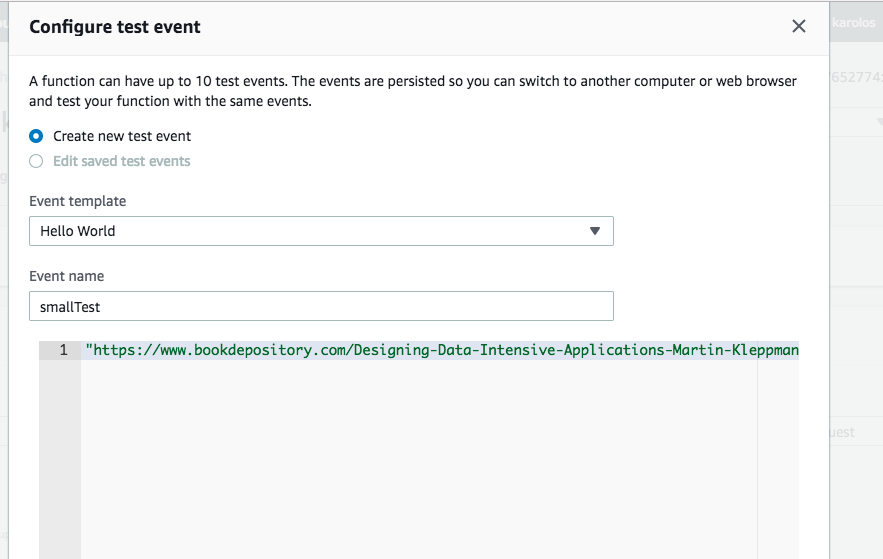 Configure test event
karolos
A function can have up to 10 test events. The events are persisted so you can switch to another computer or web browser
652774:
and test your function with the same events.
Create new test event
Edit saved test events
Event template
Hello World
Event name
smallTest
1 "https://www.bookdepository.com/Designing-Data-Intensive-Applications-Martin-Kleppman
uest